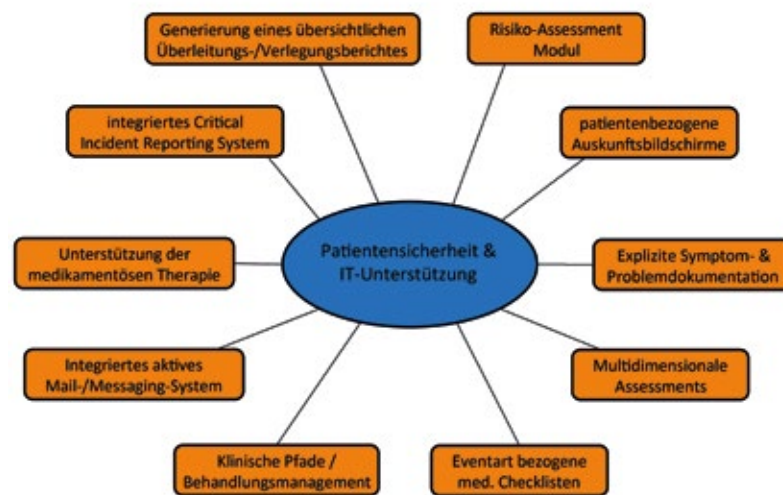 Generierung eines übersichtlichen
Überleitungs-/Verlegungsberichtes
Risiko-Assessment
Modul
integriertes Critical
Incident Reporting System
patientenbezogene
Auskunftsbildschirme
Patientensicherheit &
IT-Unterstützung
Unterstützung der
medikamentösen Therapie
Explizite Symptom- &
Problemdokumentation
Integriertes aktives
Mail-/Messaging-System
Multidimensionale
Assessments
Klinische Pfade /
Behandlungsmanagement
Eventart bezogene
med. Checklisten